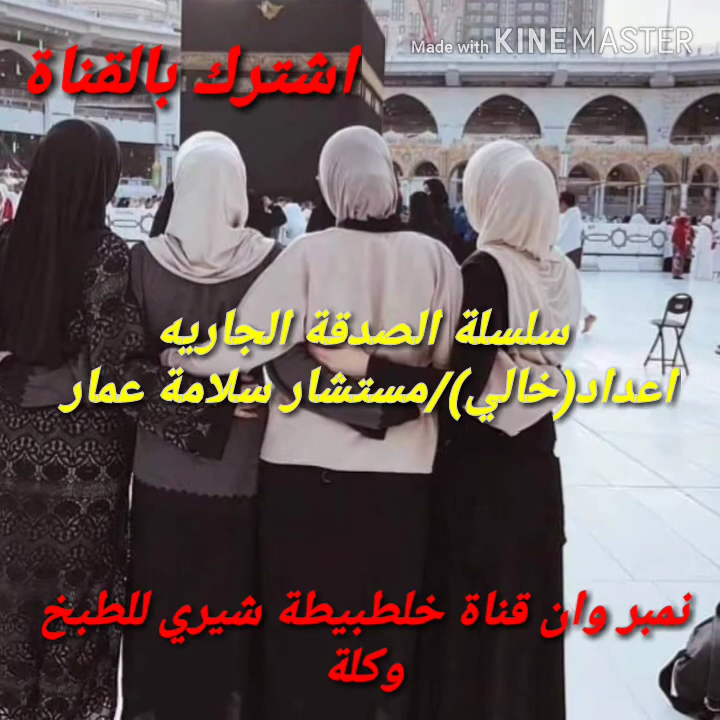 Made with KINEMASTER
اشترك بالقناة
سلسلة الصدقة الجاريه
اعداد(خالي)/مستشار سلامة عمار
نمبر وان قناة خلطبيطة شيري للطبخ
وكلة